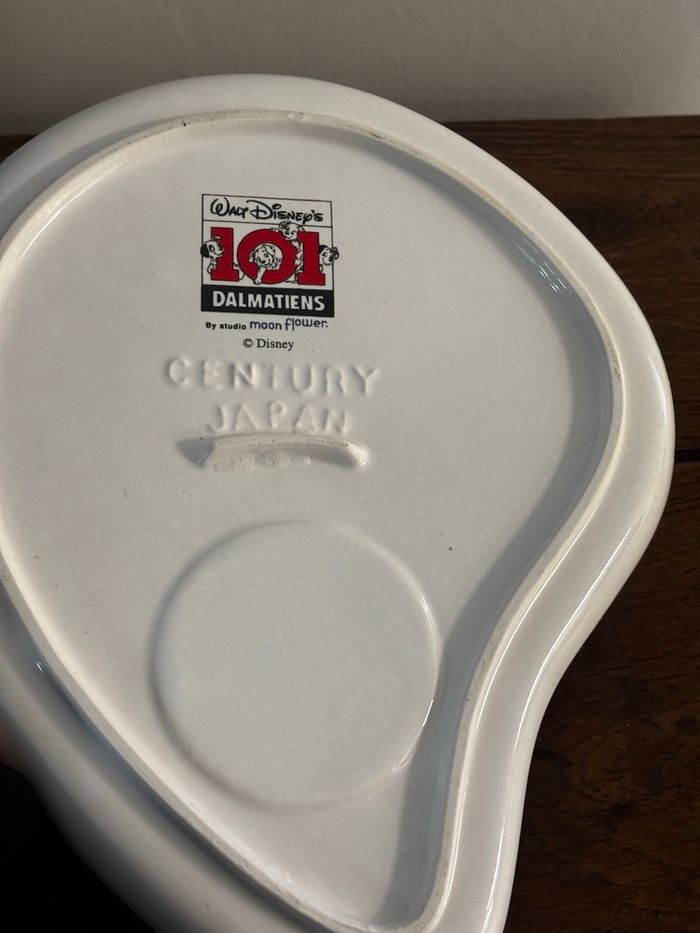 Walt Disney's
101
DALMATIENS
By studio moon flower.
© Disney
CENTURY
JAPAN